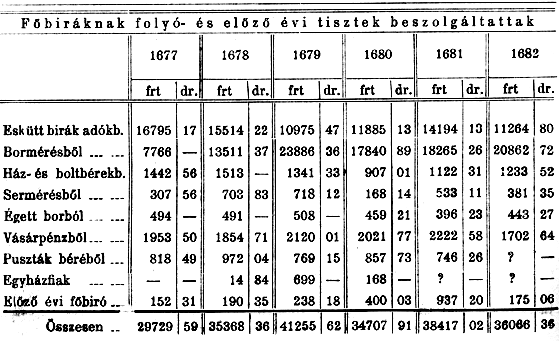 Főbiráknak folyó- és előző évi tisztek beszolgáltattak
1677 1678 1679 1680 1681 1682
frt dr. frt dr. frt dr. frt dr. frt dr. frt dr.
Eskütt birák adókb. 16795 17 15514 22 10975 47 11885 13 14194 13 11264 80
Bormérésből ... ... 7766 — 13511 37 23886 36 17840 89 18265 26 20862 72
Ház- és boltbérekb. 1442 56 1513 — 1341 33 907 01 1122 31 1233 52
Sermérésből ... ... 307 56 703 83 718 12 168 14 533 11 381 35
Égett borból ... ... 494 — 491 — 508 — 459 21 396 23 443 27
Vásárpénzből ... ... 1953 50 1854 71 2120 01 2021 77 2222 58 1702 64
Puszták béréből ... 818 49 972 04 769 15 857 73 746 26 ? —
Egyházfiak ... ... 14 84 699 — 168 — ? — ? —
Előző évi főbiró ... 152 31 190 35 238 18 400 03 937 20 175 06
Összesen ... 29729 59 35368 36 41255 62 34707 91 38417 02 36066 36